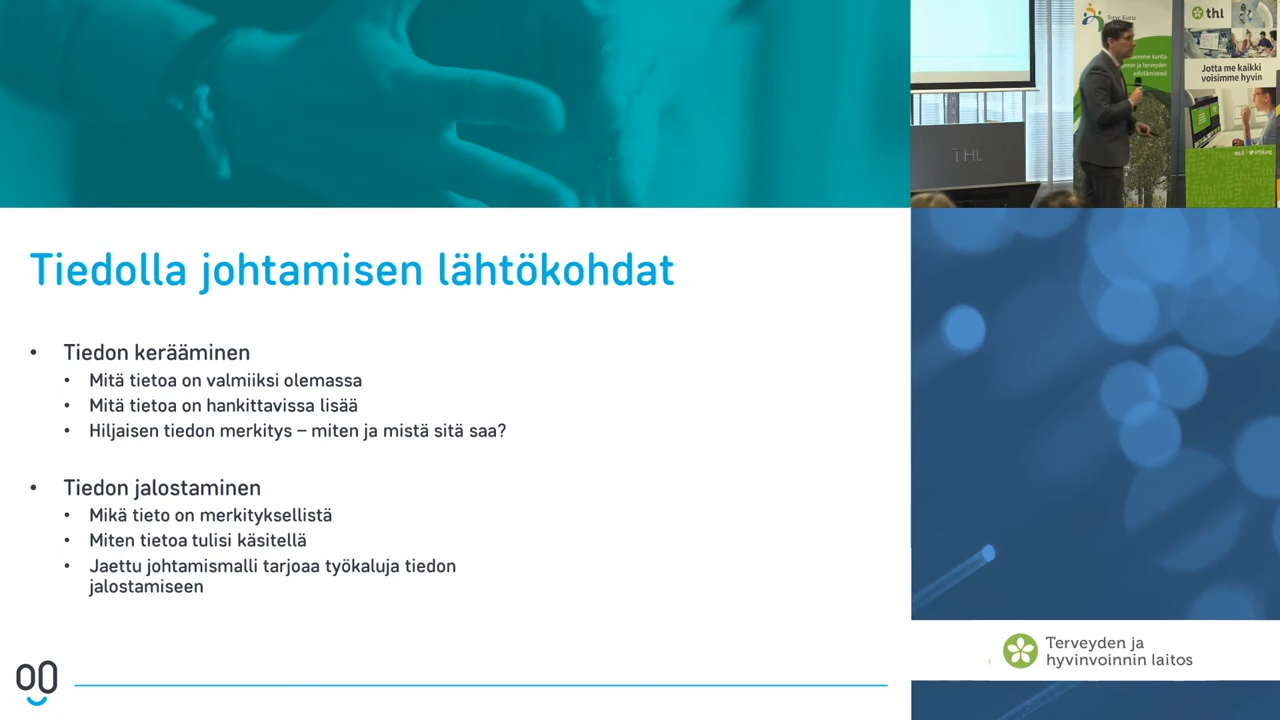 Tiedolla johtamisen lähtökohdat
• Tiedon kerääminen
• Mitä tietoa on valmiiksi olemassa
• Mitä tietoa on hankittavissa lisää
• Hiljaisen tiedon merkitys – miten ja mistä sitä saa?
• Tiedon jalostaminen
• Mikä tieto on merkityksellistä
• Miten tietoa tulisi käsitellä
• Jaettu johtamismalli tarjoaa työkaluja tiedon
jalostamiseen
Terve Kunta
thl
Jotta me kaikki
voisimme hyvin
THL
Terveyden ja
hyvinvoinnin laitos